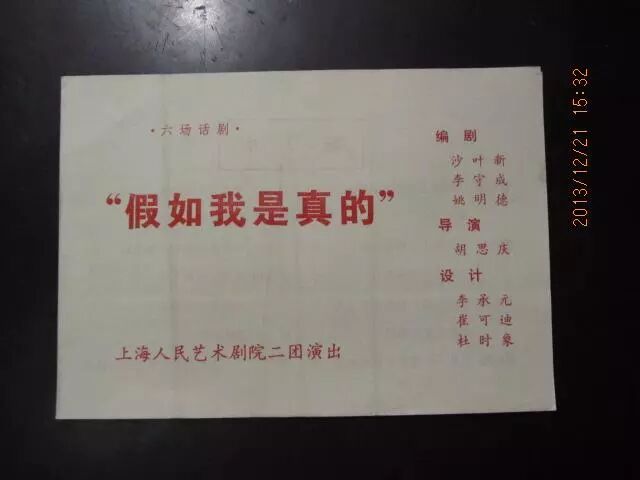 ·六场话剧·
“假如我是真的”
上海人民艺术剧院二团演出
编剧
沙叶新
李守成
姚明德
导演
胡思庆
设计
李承元
崔可迪
杜时象
2013/12/21 15:32